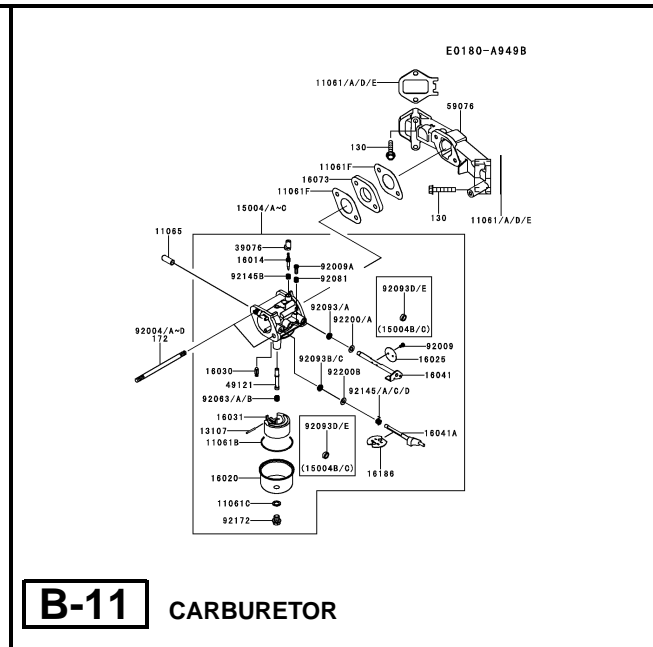 E0180-A949B
11061/A/D/E
59076
130
11061F
16073
11061F
130
11061/A/D/E
15004/A~C
11065
39076
16014
92009A
92145B
92081
92093D/E
(15004B/C)
92093/A
92200/A
92009
16025
92004/A~D
172
16030
92093B/C
92200B
16041
49121
92145/A/C/D
92063/A/B
16031
13107
11061B
92093D/E
(15004B/C)
16041A
16186
16020
11061C
92172
B-11 CARBURETOR